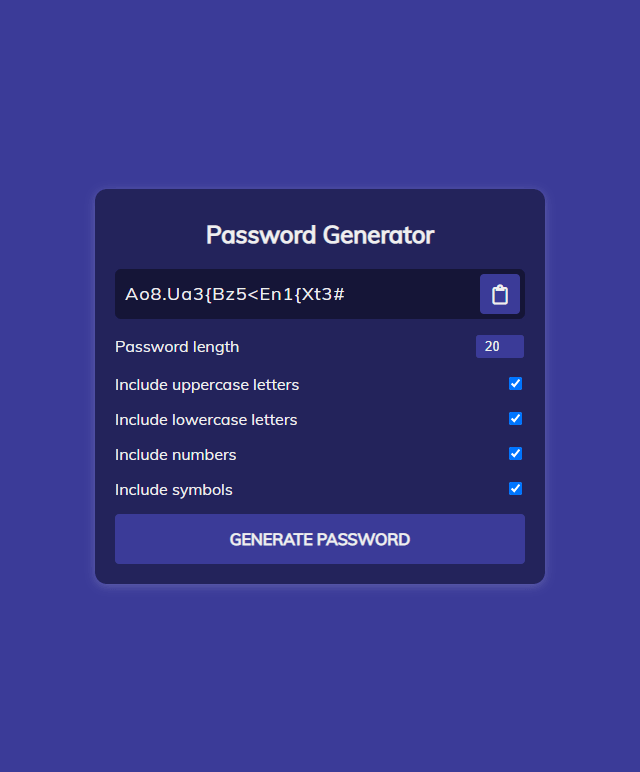 Password Generator
Ao8.Ua3{Bz5<En1{Xt3#
Password length 20
Include uppercase letters
Include lowercase letters
Include numbers
Include symbols
GENERATE PASSWORD